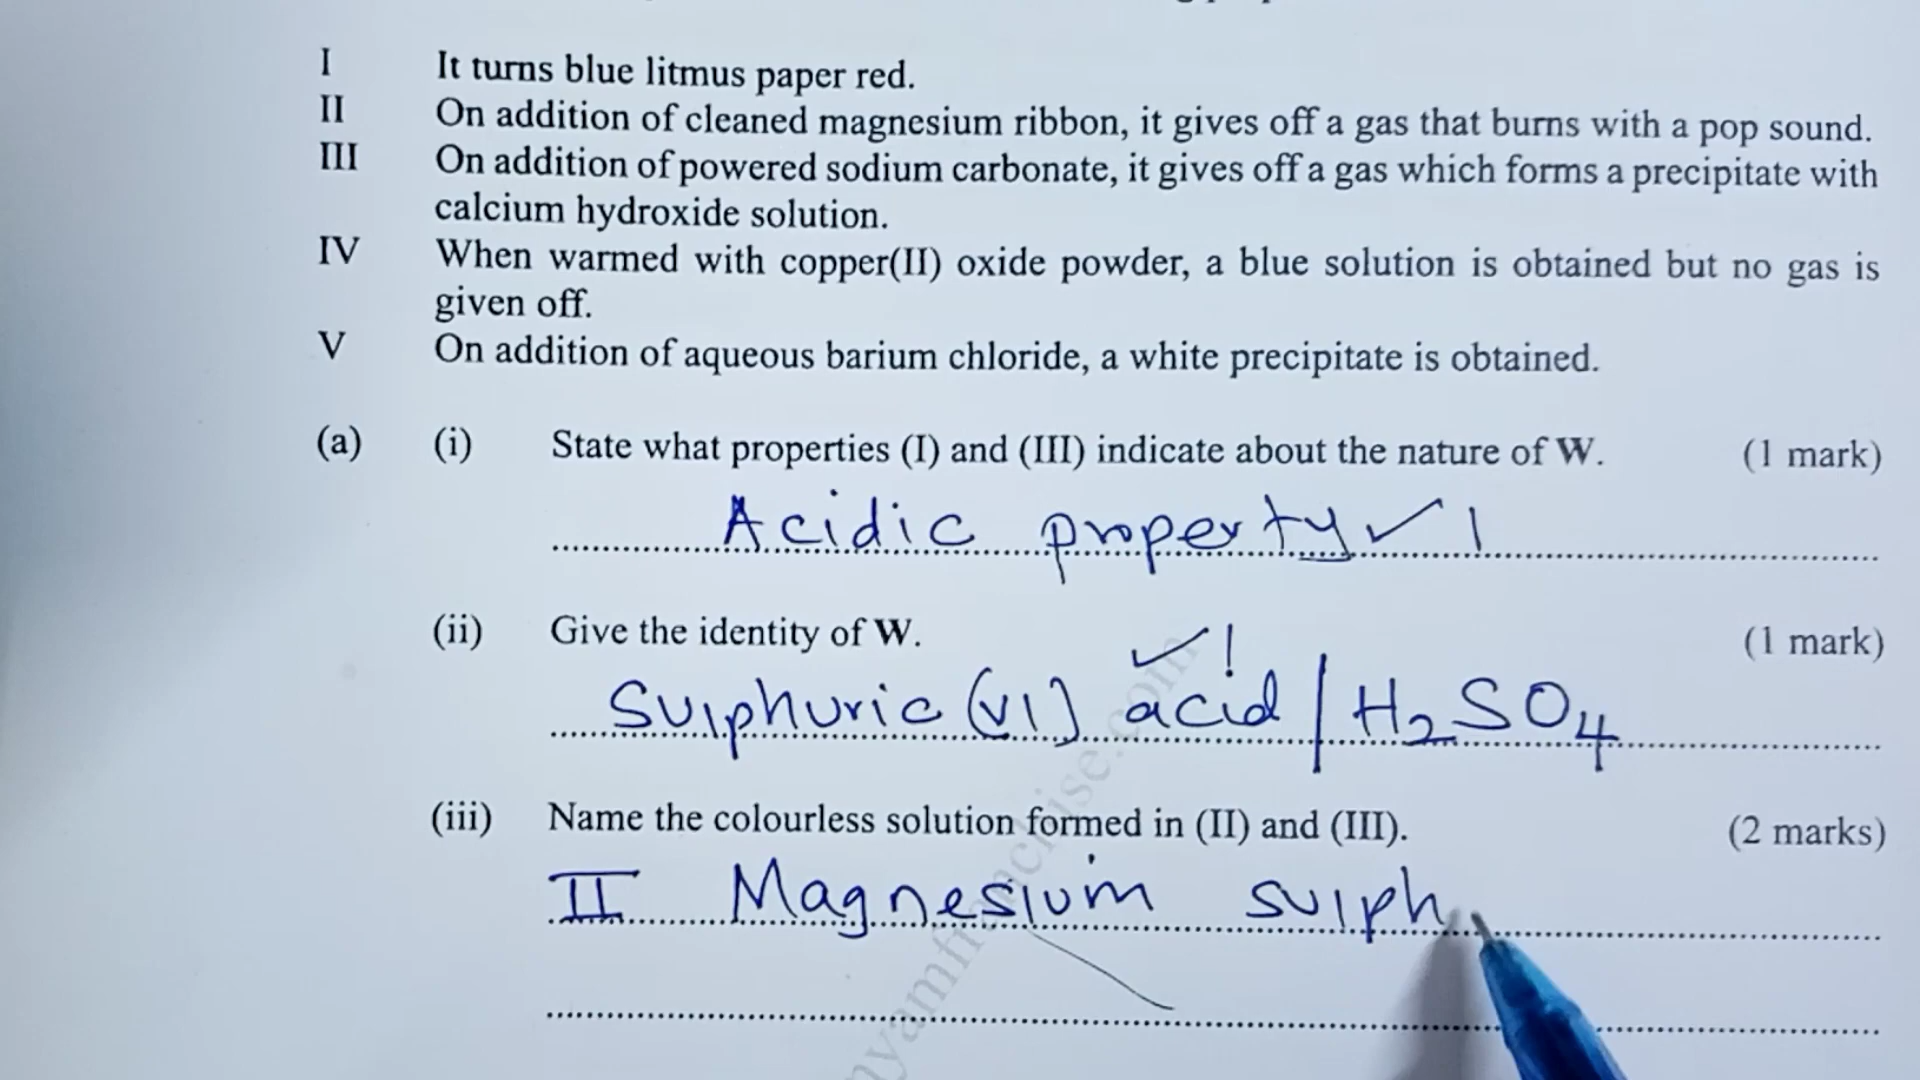 I It turns blue litmus paper red.
II On addition of cleaned magnesium ribbon, it gives off a gas that burns with a pop sound.
III On addition of powered sodium carbonate, it gives off a gas which forms a precipitate with
calcium hydroxide solution.
IV When warmed with copper(II) oxide powder, a blue solution is obtained but no gas is
given off.
V On addition of aqueous barium chloride, a white precipitate is obtained.
(a) (i) State what properties (I) and (III) indicate about the nature of W. (1 mark)
Acidic property ✓ 1
(ii) Give the identity of W. (1 mark)
✓ 1
Sulphuric (VI) acid / H₂SO₄
(iii) Name the colourless solution formed in (II) and (III). (2 marks)
II Magnesium sulph